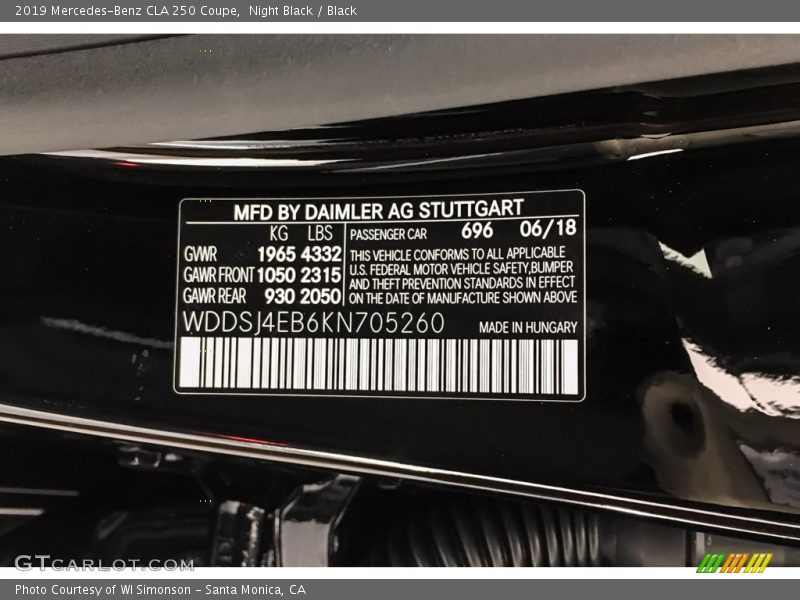 2019 Mercedes-Benz CLA 250 Coupe, Night Black / Black
MFD BY DAIMLER AG STUTTGART
KG LBS PASSENGER CAR 696 06/18
GWR 1965 4332 THIS VEHICLE CONFORMS TO ALL APPLICABLE
GAWR FRONT 1050 2315 U.S. FEDERAL MOTOR VEHICLE SAFETY,BUMPER
AND THEFT PREVENTION STANDARDS IN EFFECT
GAWR REAR 930 2050 ON THE DATE OF MANUFACTURE SHOWN ABOVE
WDDSJ4EB6KN705260 MADE IN HUNGARY
GTCARLOT.COM
Photo Courtesy of WI Simonson - Santa Monica, CA